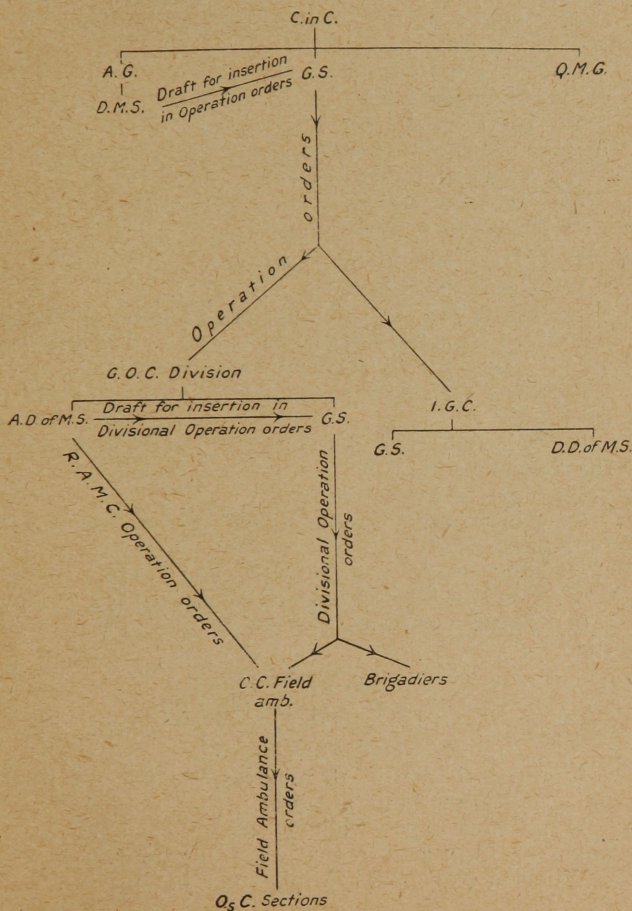 C. in C.
A. G.
G. S.
Q. M. G.
D. M. S.
Draft for insertion
in Operation orders
orders
Operation
G. O. C. Division
I. G. C.
A. D of M. S.
Draft for insertion in
Divisional Operation orders
G. S.
G. S.
D. D. of M. S.
R. A. M. C. Operation orders
Divisional Operation
orders
C. C. Field
amb.
Brigadiers
Field Ambulance
orders
Os C. Sections